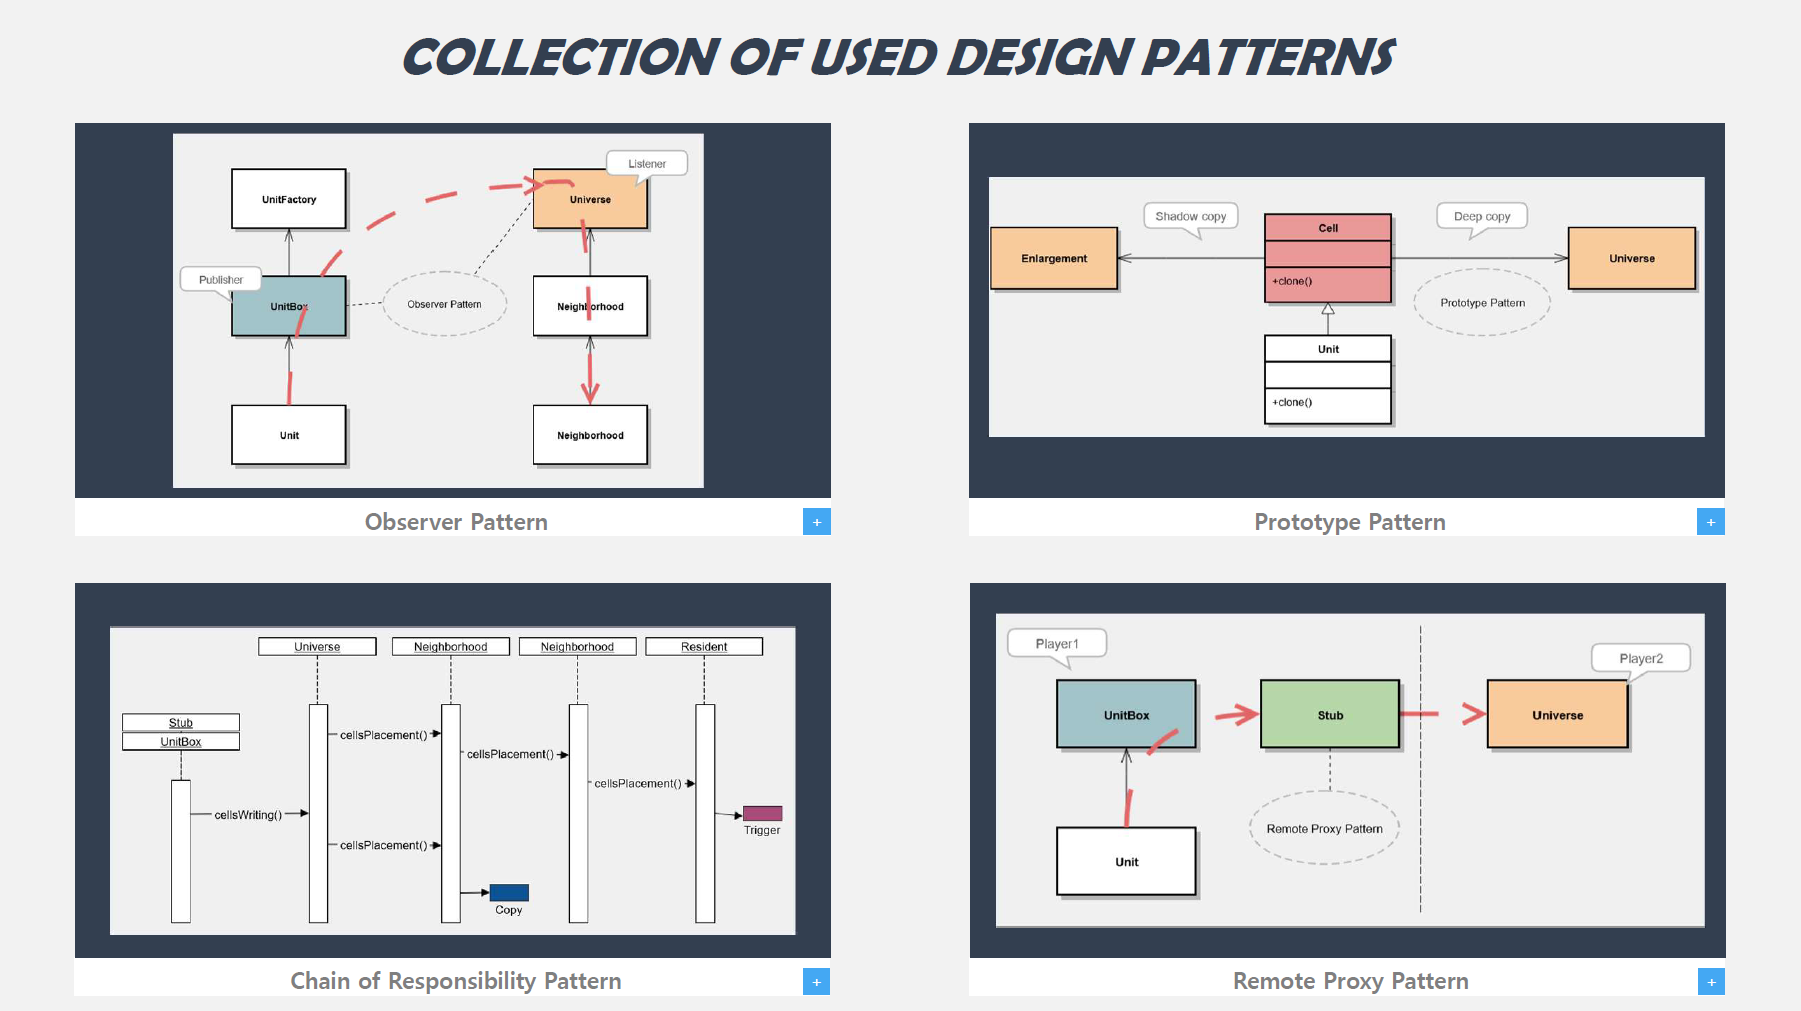 COLLECTION OF USED DESIGN PATTERNS
Listener
UnitFactory
Universe
Publisher
UnitBox
Observer Pattern
Neighborhood
Unit
Neighborhood
Observer Pattern
+
Shadow copy
Deep copy
Cell
Enlargement
Universe
+clone()
Prototype Pattern
Unit
+clone()
Prototype Pattern
+
Universe
Neighborhood
Neighborhood
Resident
Stub
UnitBox
cellsPlacement()
cellsPlacement()
cellsPlacement()
cellsWriting()
Trigger
cellsPlacement()
Copy
Chain of Responsibility Pattern
+
Player1
Player2
UnitBox
Stub
Universe
Remote Proxy Pattern
Unit
Remote Proxy Pattern
+